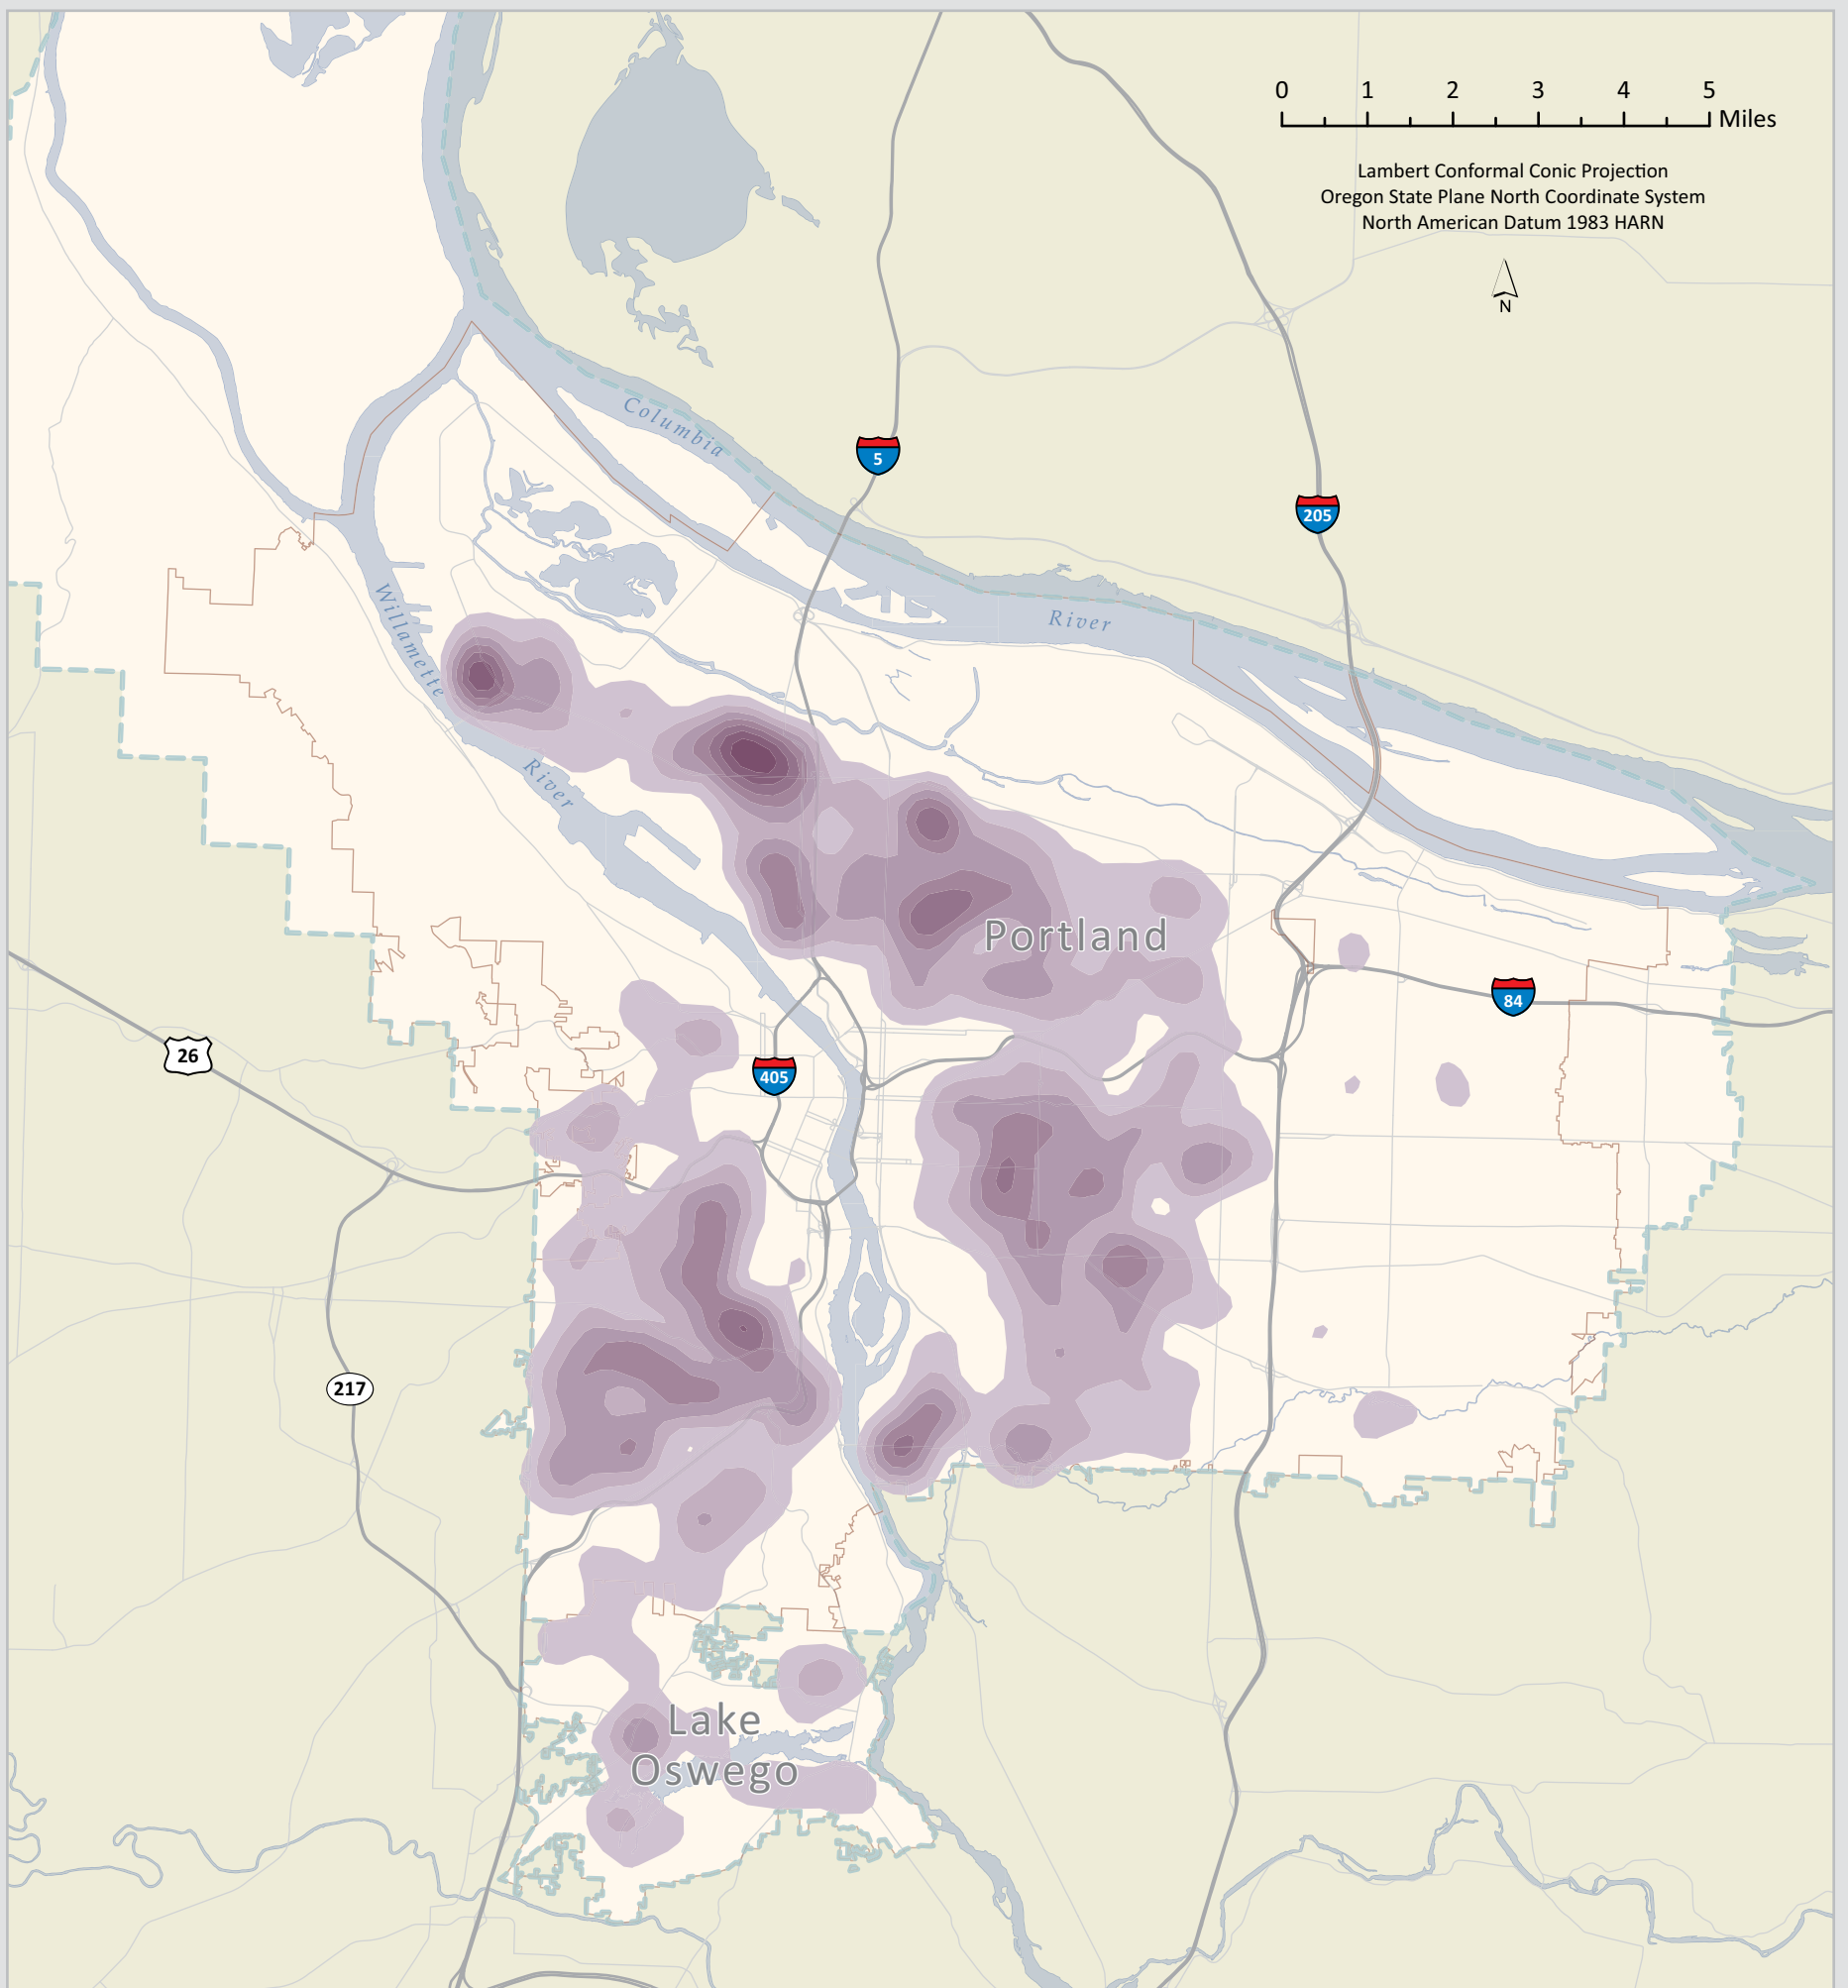 0 1 2 3 4 5
Miles
Lambert Conformal Conic Projection
Oregon State Plane North Coordinate System
North American Datum 1983 HARN
N
Columbia
5
205
Willamette
River
River
Portland
84
26
405
217
Lake
Oswego